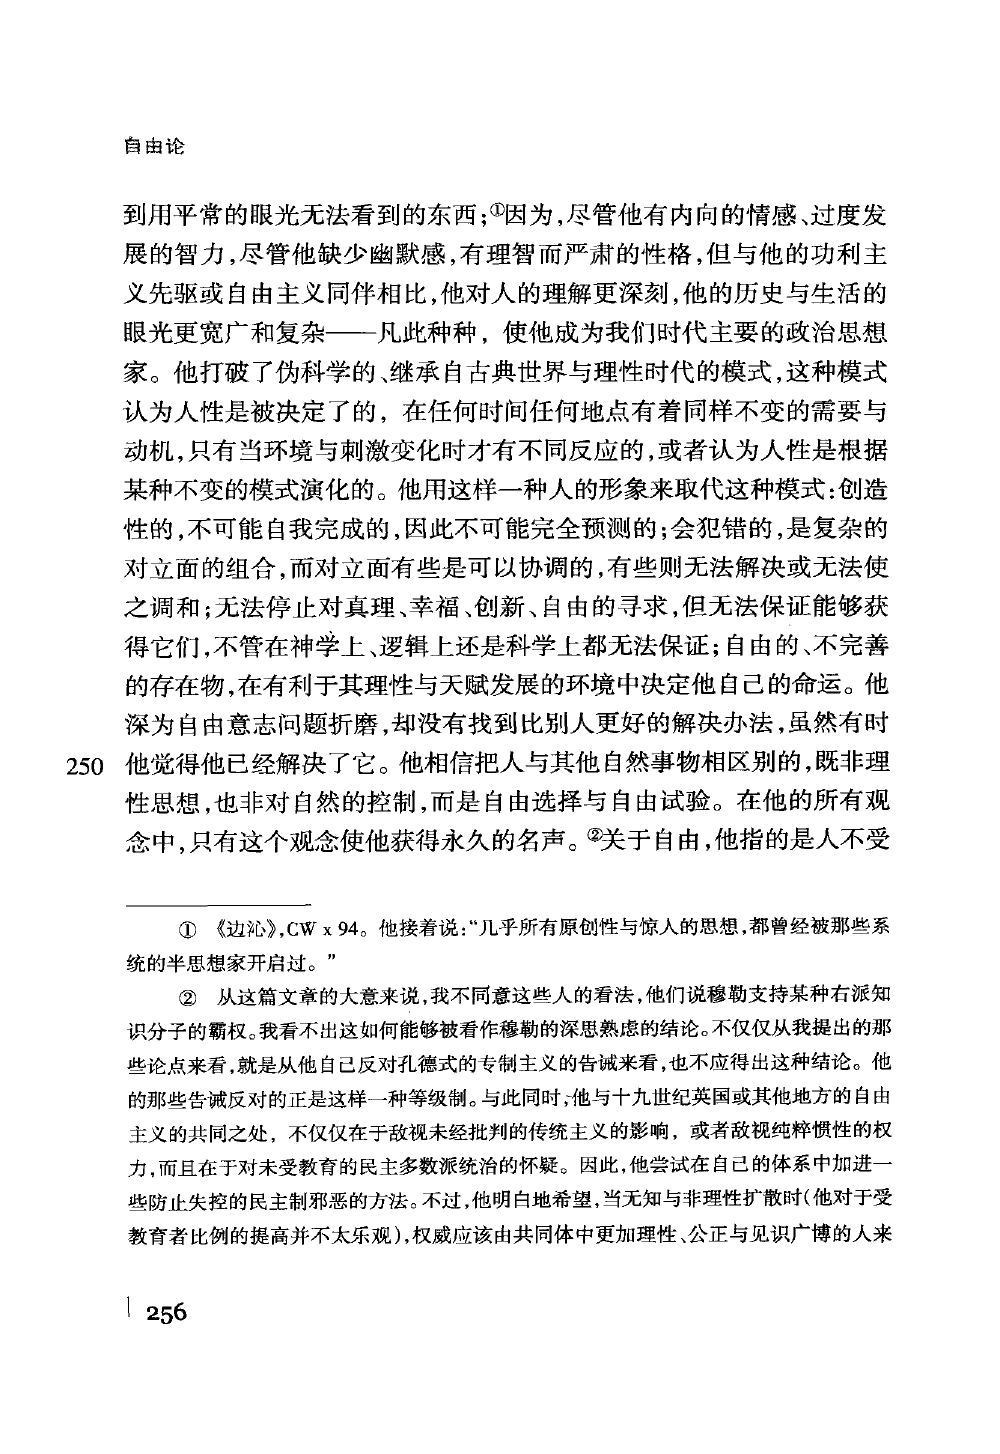 自由论
到用平常的眼光无法看到的东西;①因为,尽管他有内向的情感、过度发
展的智力,尽管他缺少幽默感,有理智而严肃的性格,但与他的功利主
义先驱或自由主义同伴相比,他对人的理解更深刻,他的历史与生活的
眼光更宽广和复杂——凡此种种，使他成为我们时代主要的政治思想
家。他打破了伪科学的、继承自古典世界与理性时代的模式,这种模式
认为人性是被决定了的，在任何时间任何地点有着同样不变的需要与
动机,只有当环境与刺激变化时才有不同反应的,或者认为人性是根据
某种不变的模式演化的。他用这样一种人的形象来取代这种模式:创造
性的,不可能自我完成的,因此不可能完全预测的;会犯错的,是复杂的
对立面的组合,而对立面有些是可以协调的,有些则无法解决或无法使
之调和;无法停止对真理、幸福、创新、自由的寻求,但无法保证能够获
得它们,不管在神学上、逻辑上还是科学上都无法保证;自由的、不完善
的存在物,在有利于其理性与天赋发展的环境中决定他自己的命运。他
深为自由意志问题折磨,却没有找到比别人更好的解决办法,虽然有时
250 他觉得他已经解决了它。他相信把人与其他自然事物相区别的,既非理
性思想,也非对自然的控制,而是自由选择与自由试验。在他的所有观
念中,只有这个观念使他获得永久的名声。②关于自由,他指的是人不受
① 《边沁》,CW x 94。他接着说:“几乎所有原创性与惊人的思想,都曾经被那些系
统的半思想家开启过。”
② 从这篇文章的大意来说,我不同意这些人的看法,他们说穆勒支持某种右派知
识分子的霸权。我看不出这如何能够被看作穆勒的深思熟虑的结论。不仅仅从我提出的那
些论点来看,就是从他自己反对孔德式的专制主义的告诫来看,也不应得出这种结论。他
的那些告诫反对的正是这样一种等级制。与此同时,他与十九世纪英国或其他地方的自由
主义的共同之处，不仅仅在于敌视未经批判的传统主义的影响，或者敌视纯粹惯性的权
力,而且在于对未受教育的民主多数派统治的怀疑。因此,他尝试在自己的体系中加进一
些防止失控的民主制邪恶的方法。不过,他明白地希望,当无知与非理性扩散时(他对于受
教育者比例的提高并不太乐观),权威应该由共同体中更加理性、公正与见识广博的人来
256